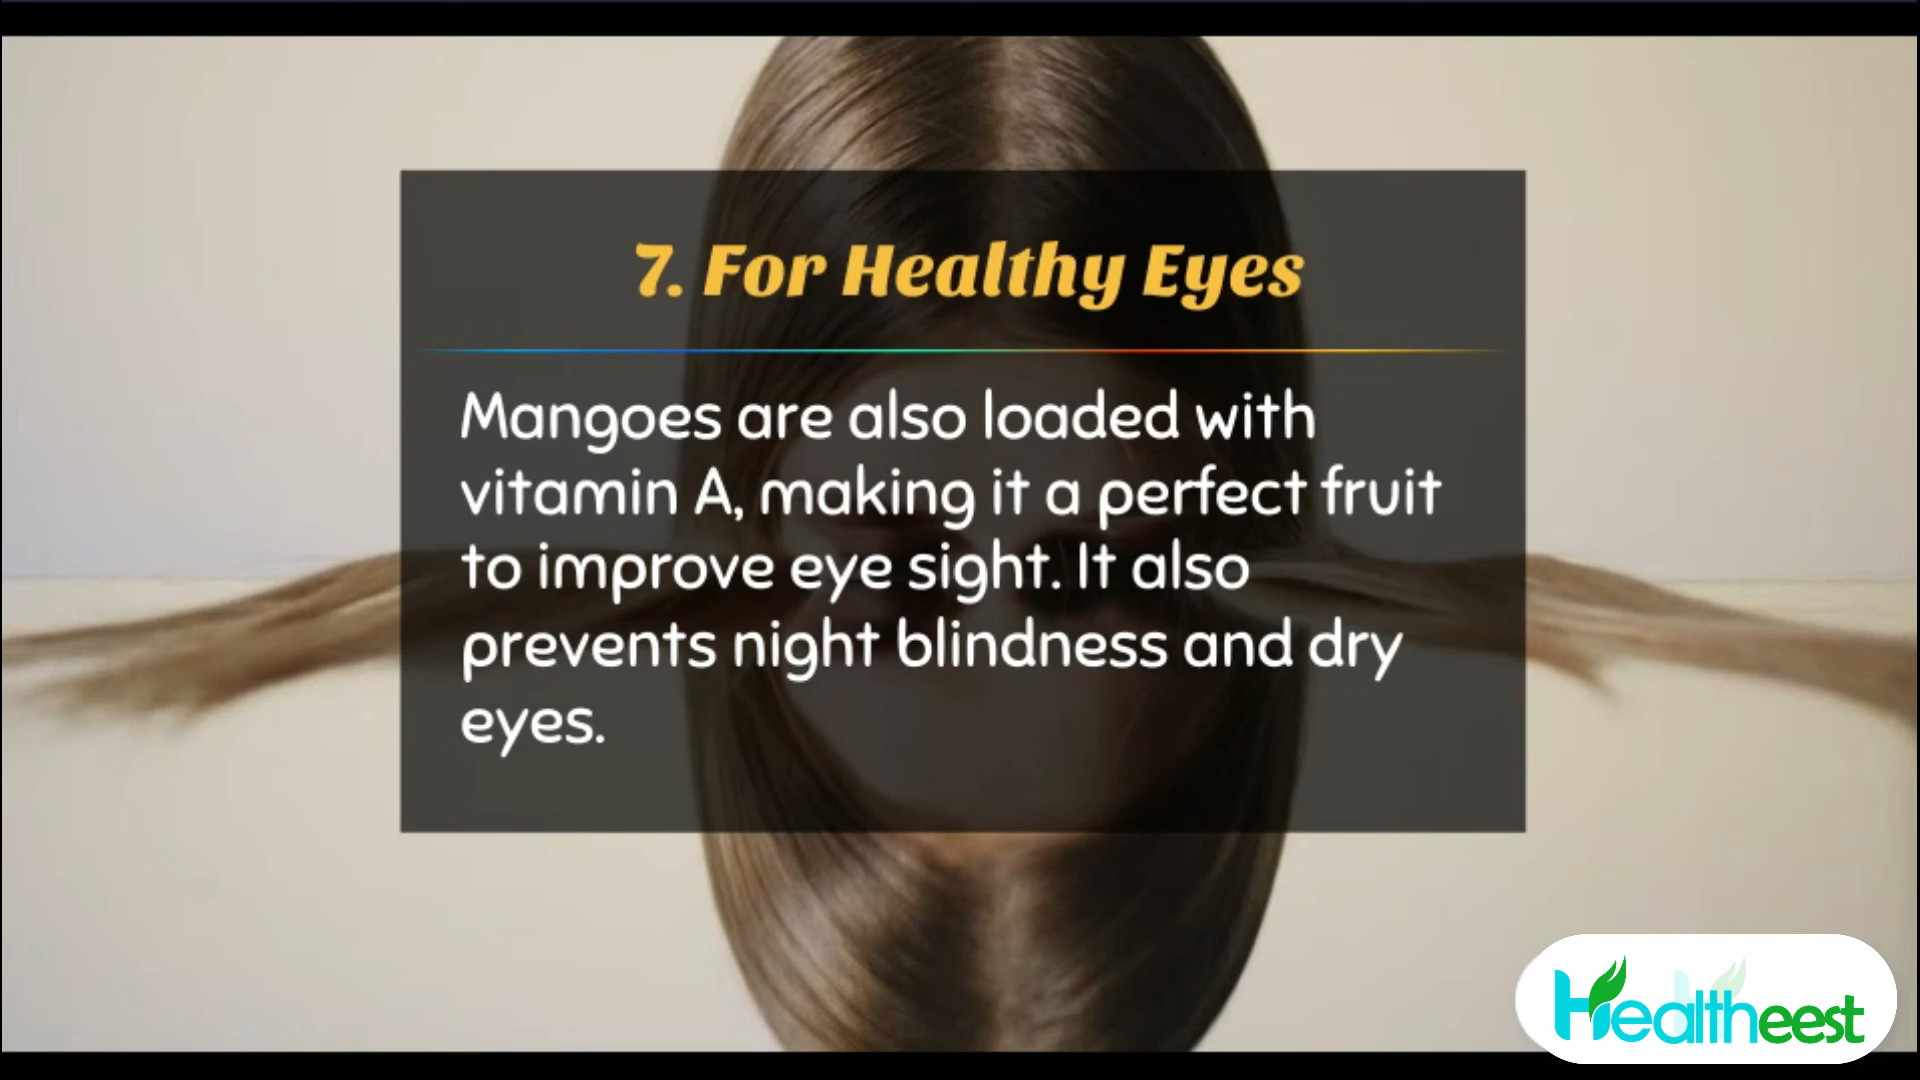 7. For Healthy Eyes
Mangoes are also loaded with
vitamin A, making it a perfect fruit
to improve eye sight. It also
prevents night blindness and dry
eyes.
Healtheest